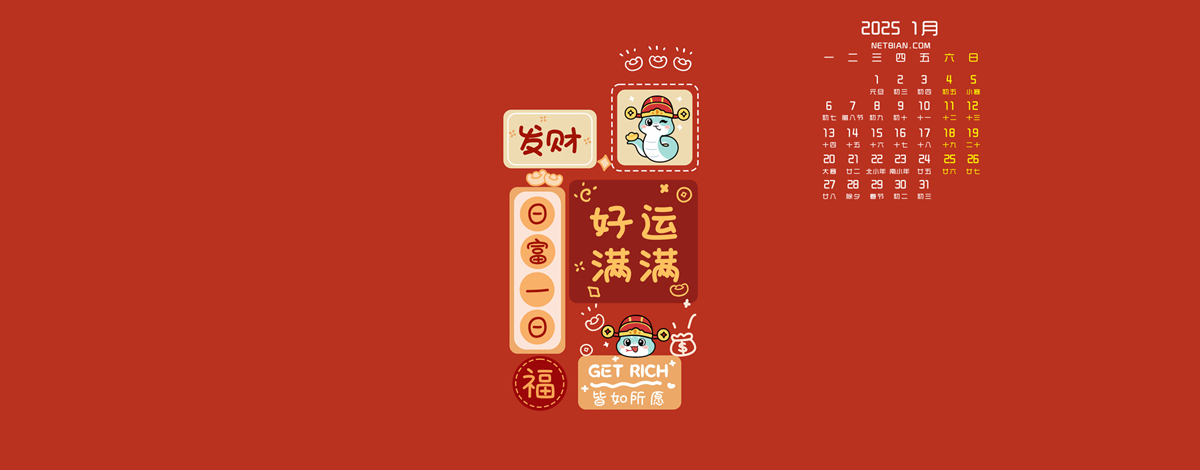 发财
日
富
一
日
好运
满满
福
$
GET RICH
皆如所愿
2025 1月
NETBIAN.COM
一 二 三 四 五 六 日
1 2 3 4 5
元旦 初三 初四 初五 小寒
6 7 8 9 10 11 12
初七 腊八节 初九 初十 十一 十二 十三
13 14 15 16 17 18 19
十四 十五 十六 十七 十八 十九 二十
20 21 22 23 24 25 26
大寒 廿二 北小年 南小年 廿五 廿六 廿七
27 28 29 30 31
廿八 除夕 春节 初二 初三